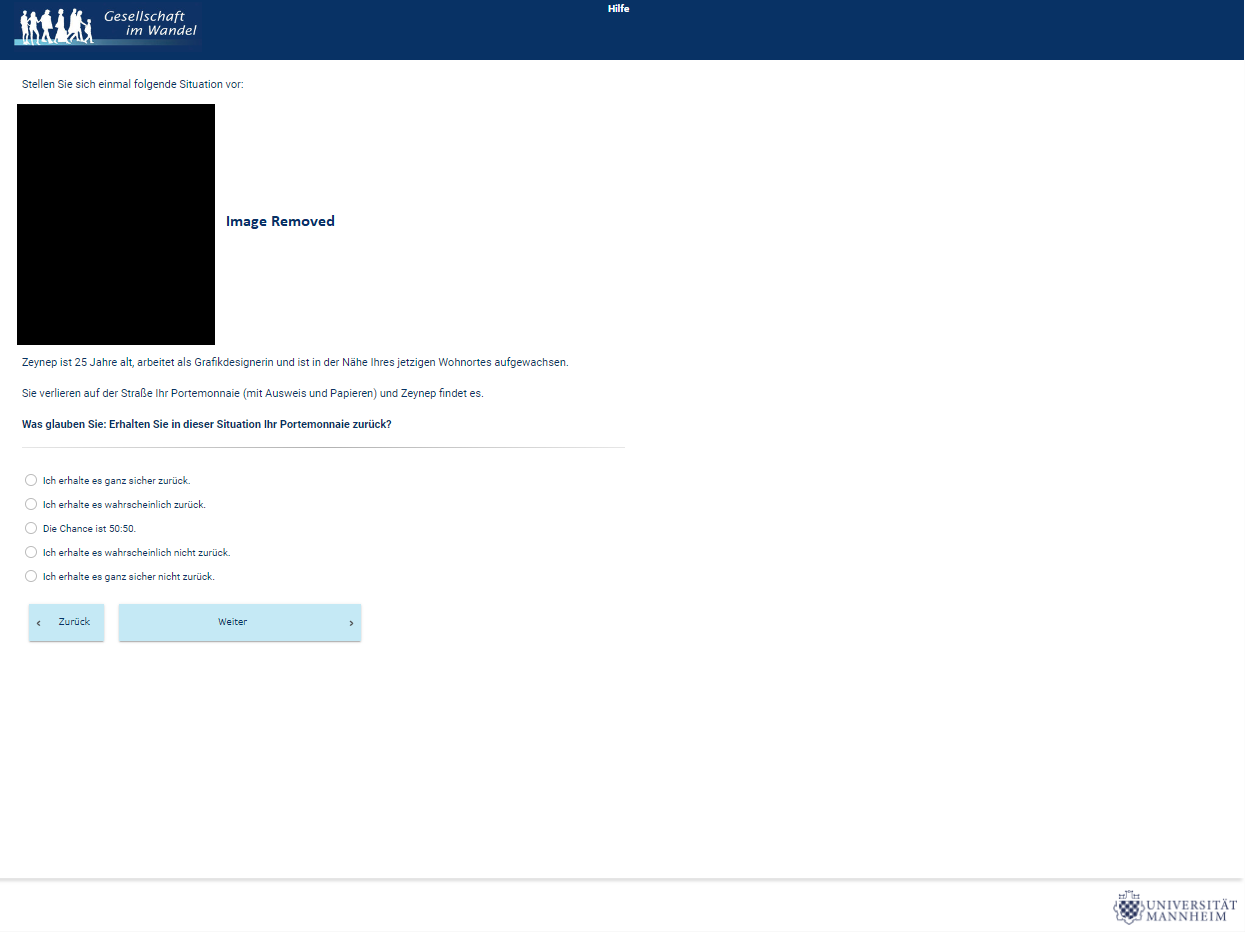 Gesellschaft
im Wandel
Hilfe
Stellen Sie sich einmal folgende Situation vor:
Image Removed
Zeynep ist 25 Jahre alt, arbeitet als Grafikdesignerin und ist in der Nähe Ihres jetzigen Wohnortes aufgewachsen.
Sie verlieren auf der Straße Ihr Portemonnaie (mit Ausweis und Papieren) und Zeynep findet es.
Was glauben Sie: Erhalten Sie in dieser Situation Ihr Portemonnaie zurück?
Ich erhalte es ganz sicher zurück.
Ich erhalte es wahrscheinlich zurück.
Die Chance ist 50:50.
Ich erhalte es wahrscheinlich nicht zurück.
Ich erhalte es ganz sicher nicht zurück.
‹ Zurück
Weiter ›
UNIVERSITÄT
MANNHEIM